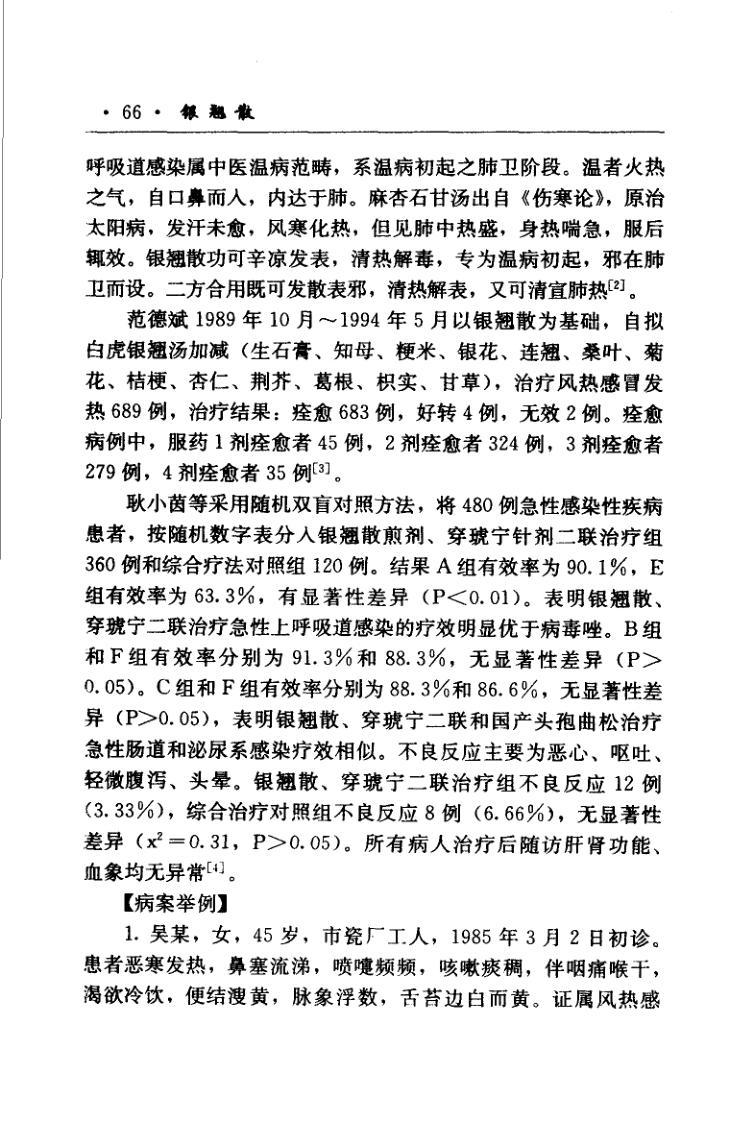 · 66 · 银翘散
呼吸道感染属中医温病范畴，系温病初起之肺卫阶段。温者火热
之气，自口鼻而人，内达于肺。麻杏石甘汤出自《伤寒论》，原治
太阳病，发汗未愈，风寒化热，但见肺中热盛，身热喘急，服后
辄效。银翘散功可辛凉发表，清热解毒，专为温病初起，邪在肺
卫而设。二方合用既可发散表邪，清热解表，又可清宣肺热[2]。
范德斌 1989 年 10 月～1994 年 5 月以银翘散为基础，自拟
白虎银翘汤加减（生石膏、知母、粳米、银花、连翘、桑叶、菊
花、桔梗、杏仁、荆芥、葛根、枳实、甘草），治疗风热感冒发
热 689 例，治疗结果：痊愈 683 例，好转 4 例，无效 2 例。痊愈
病例中，服药 1 剂痊愈者 45 例，2 剂痊愈者 324 例，3 剂痊愈者
279 例，4 剂痊愈者 35 例[3]。
耿小茵等采用随机双盲对照方法，将 480 例急性感染性疾病
患者，按随机数字表分人银翘散煎剂、穿琥宁针剂二联治疗组
360 例和综合疗法对照组 120 例。结果 A 组有效率为 90.1%，E
组有效率为 63.3%，有显著性差异（P<0.01）。表明银翘散、
穿琥宁二联治疗急性上呼吸道感染的疗效明显优于病毒唑。B 组
和 F 组有效率分别为 91.3%和 88.3%，无显著性差异（P>
0.05）。C 组和 F 组有效率分别为 88.3%和 86.6%，无显著性差
异（P>0.05），表明银翘散、穿琥宁二联和国产头孢曲松治疗
急性肠道和泌尿系感染疗效相似。不良反应主要为恶心、呕吐、
轻微腹泻、头晕。银翘散、穿琥宁二联治疗组不良反应 12 例
（3.33%），综合治疗对照组不良反应 8 例（6.66%），无显著性
差异（x²＝0.31，P>0.05）。所有病人治疗后随访肝肾功能、
血象均无异常[4]。
【病案举例】
1. 吴某，女，45 岁，市瓷厂工人，1985 年 3 月 2 日初诊。
患者恶寒发热，鼻塞流涕，喷嚏频频，咳嗽痰稠，伴咽痛喉干，
渴欲冷饮，便结溲黄，脉象浮数，舌苔边白而黄。证属风热感